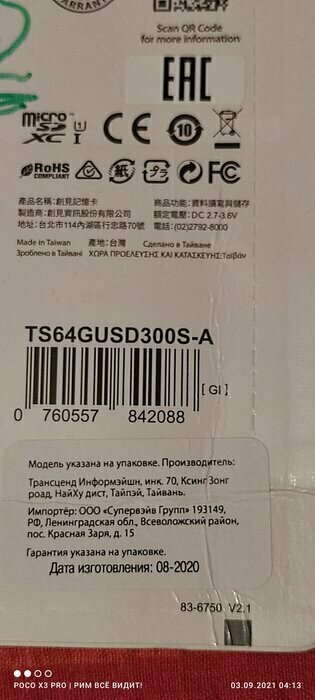 WARRANTY
Scan QR Code
for more information
EAC
micro
SD
XC I
1
CE
10
RoHS
COMPLIANT
紙
プラ
FC
產品名稱:創見記憶卡
商品功能:資料讀寫與儲存
製造商:創見資訊股份有限公司
額定電壓:DC 2.7-3.6V
地址:台北市114內湖區行忠路70號
電話:(02)2792-8000
Made in Taiwan 產地:台灣 Сделано в Тайване
Зроблено в Тайвані ΧΩΡΑ ΠΡΟΕΛΕΥΣΗΣ ΚΑΙ ΚΑΤΑΣΚΕΥΗΣ:Ταϊβάν
TS64GUSD300S-A
[ GI ]
0 760557 842088
Модель указана на упаковке. Производитель:
Трансценд Информэйшн, инк. 70, Ксинг Зонг
роад, НайХу дист, Тайпэй, Тайвань.
Импортёр: ООО «Супервэйв Групп» 193149,
РФ, Ленинградская обл., Всеволожский район,
пос. Красная Заря, д. 15
Гарантия указана на упаковке.
Дата изготовления: 08-2020
83-6750 V2.1
POCO X3 PRO | РИМ ВСЁ ВИДИТ!
03.09.2021 04:13